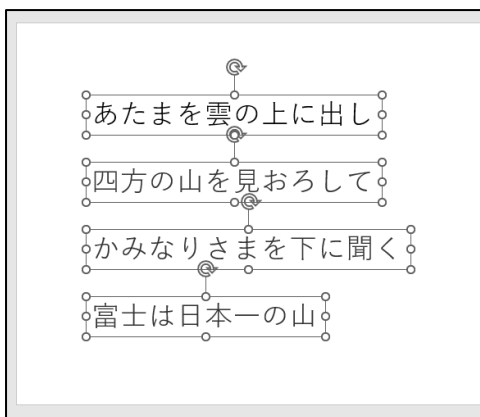 あたまを雲の上に出し
四方の山を見おろして
かみなりさまを下に聞く
富士は日本一の山